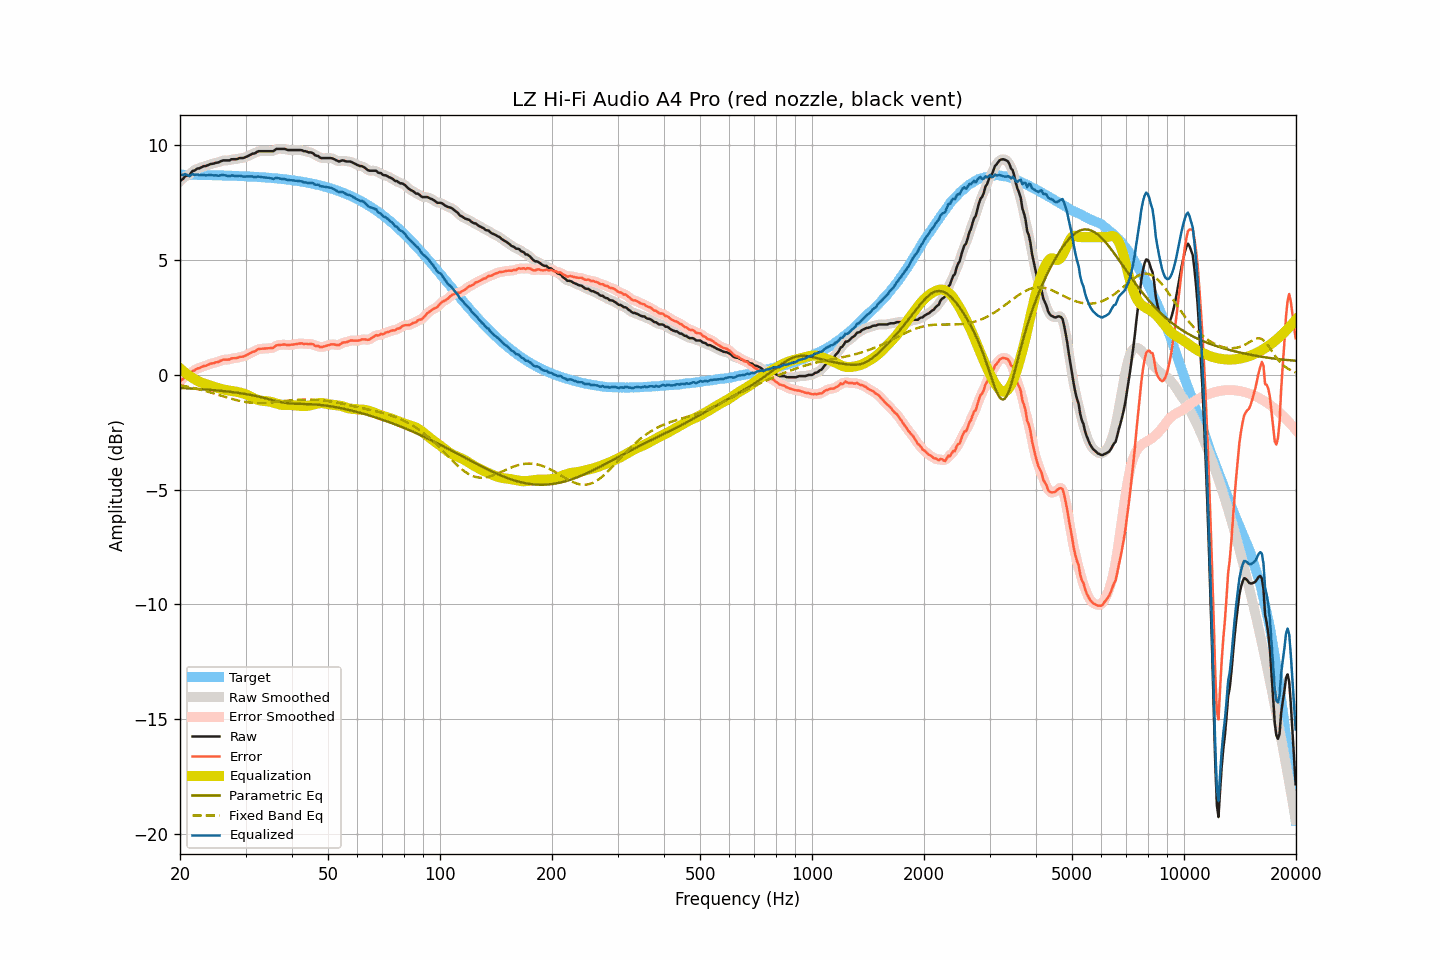 LZ Hi-Fi Audio A4 Pro (red nozzle, black vent)
10
5
0
−5
−10
−15
−20
Amplitude (dBr)
Target
Raw Smoothed
Error Smoothed
Raw
Error
Equalization
Parametric Eq
Fixed Band Eq
Equalized
20 50 100 200 500 1000 2000 5000 10000 20000
Frequency (Hz)